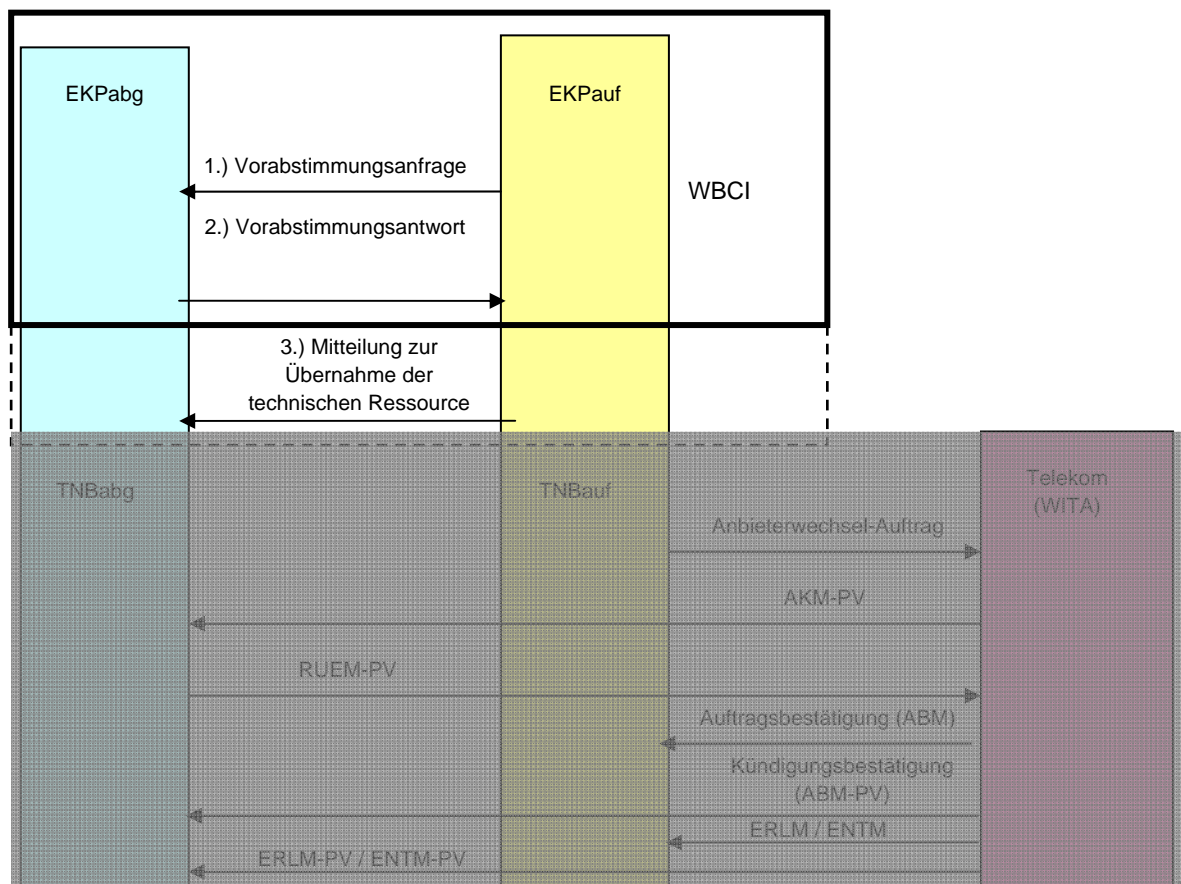 EKPabg
EKPauf
1.) Vorabstimmungsanfrage
WBCI
2.) Vorabstimmungsantwort
3.) Mitteilung zur
Übernahme der
technischen Ressource
TNBabg
TNBauf
Telekom
(WITA)
Anbieterwechsel-Auftrag
AKM-PV
RUEM-PV
Auftragsbestätigung (ABM)
Kündigungsbestätigung
(ABM-PV)
ERLM / ENTM
ERLM-PV / ENTM-PV